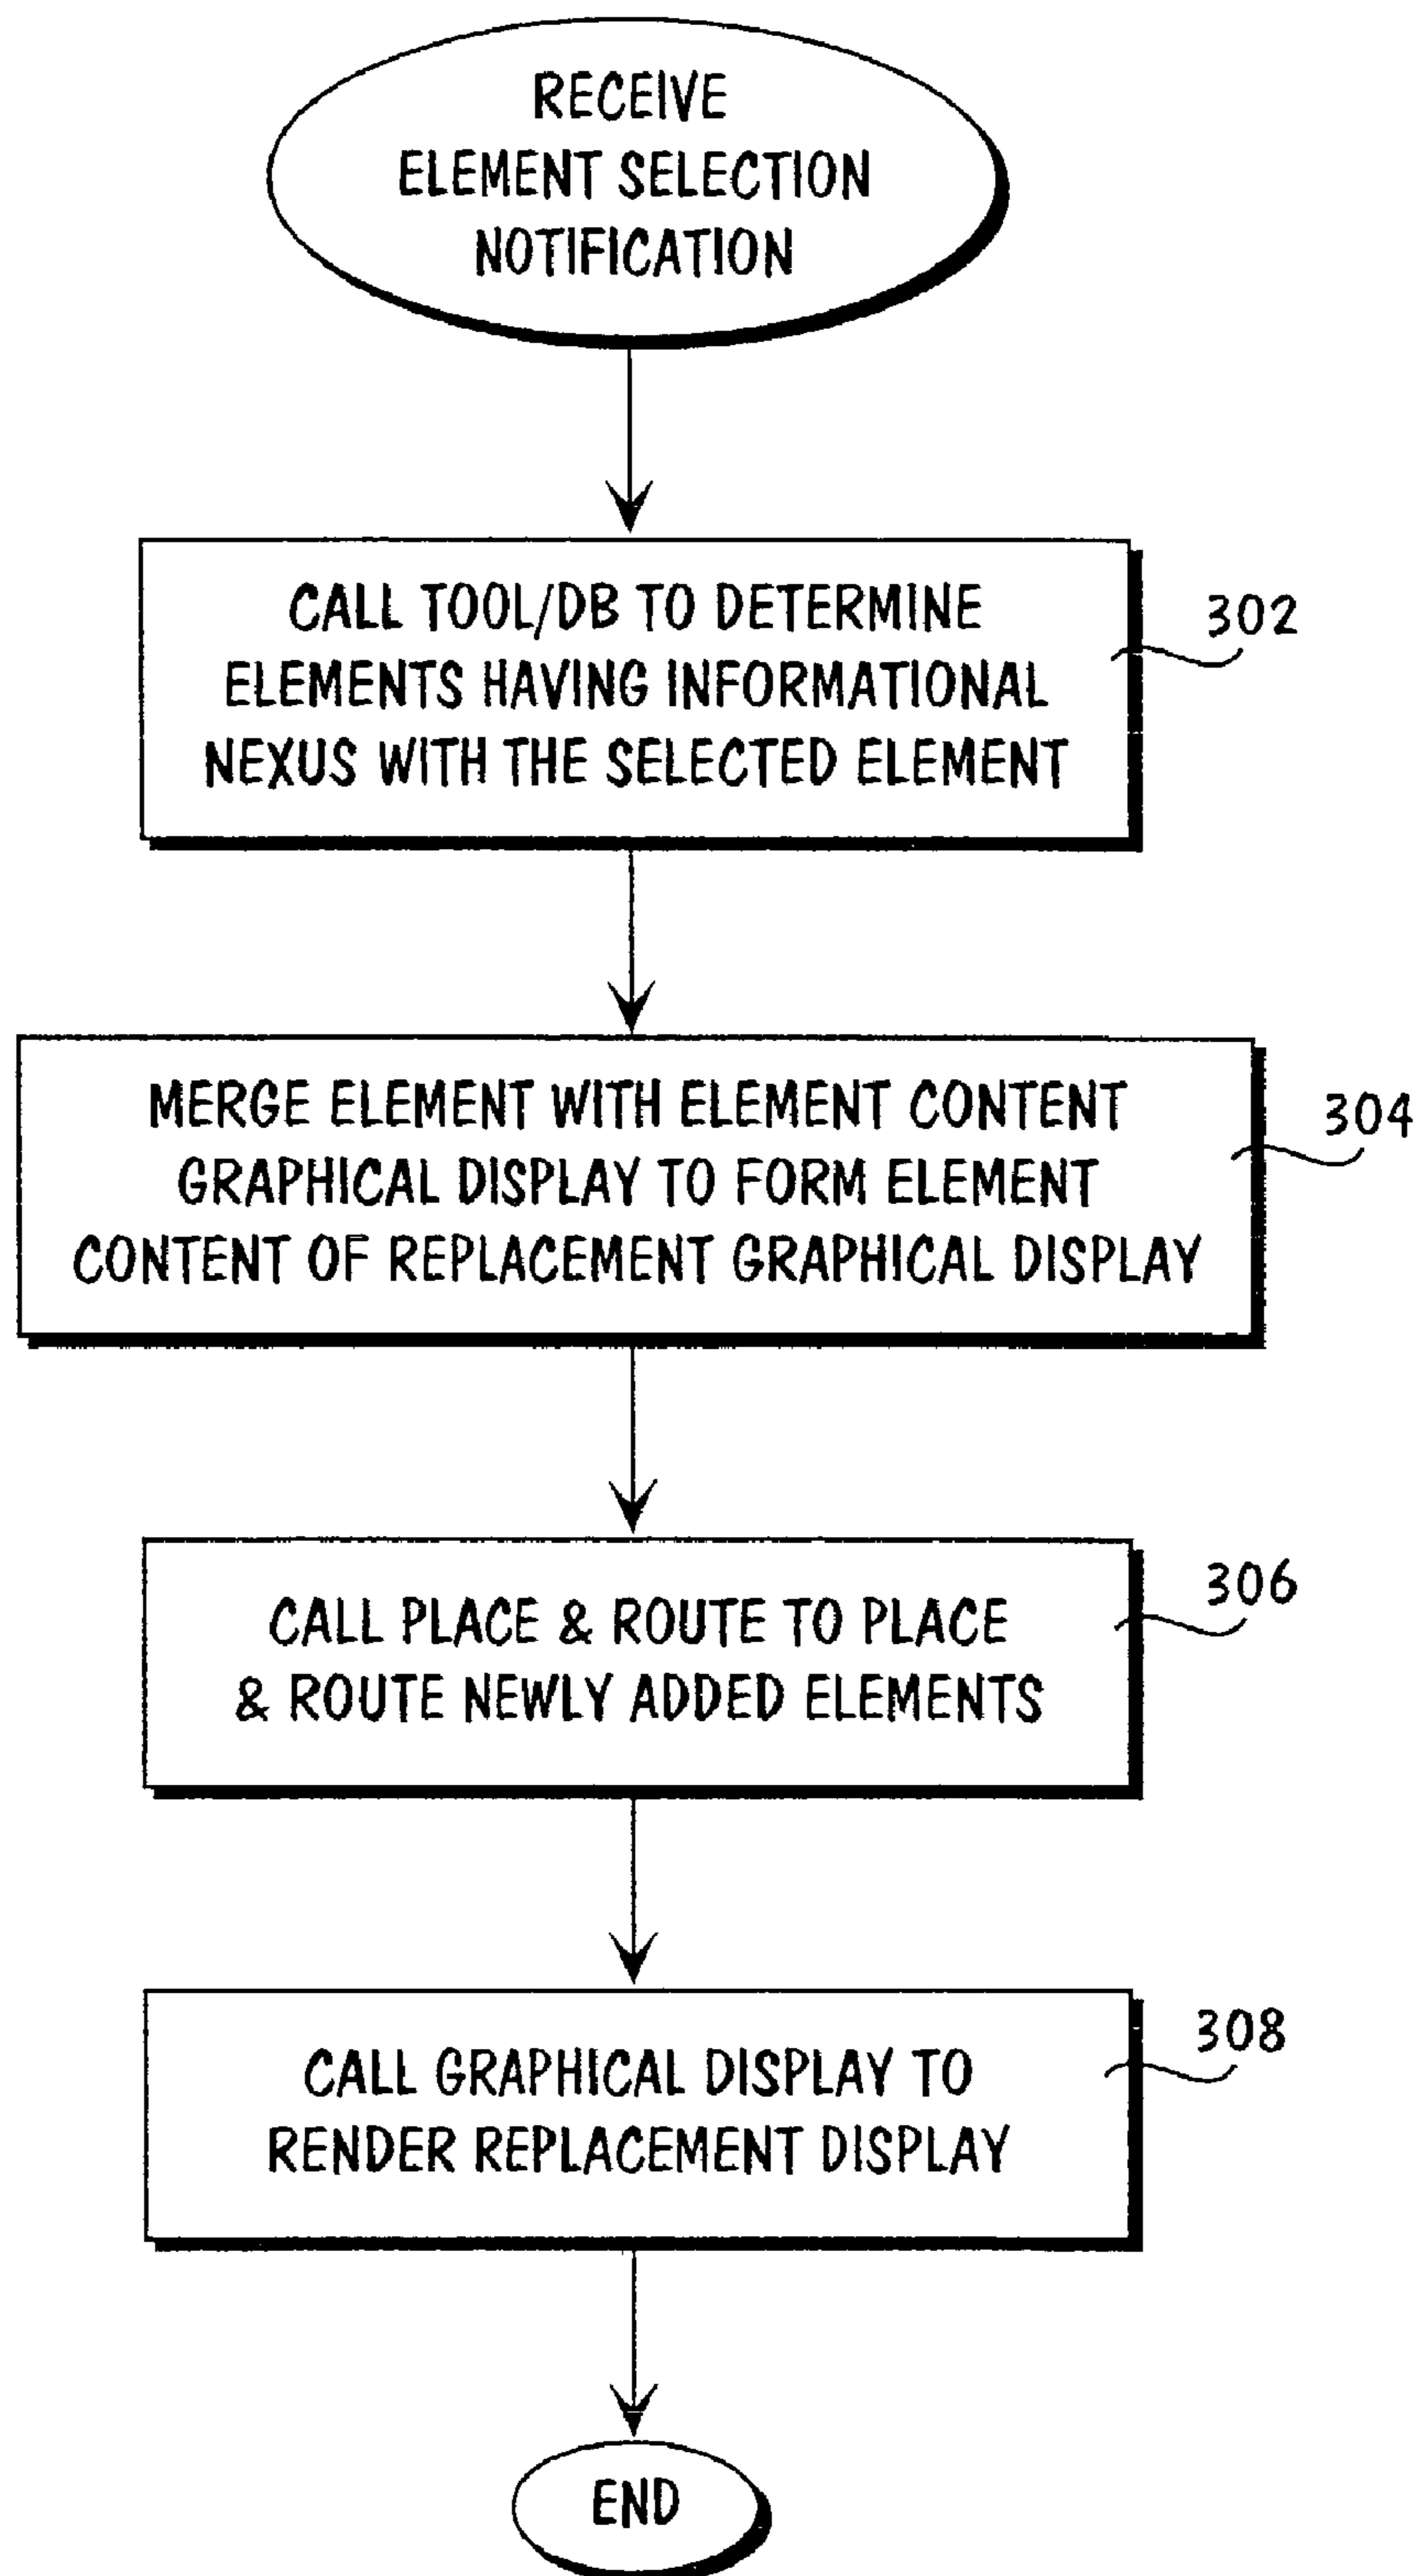 RECEIVE
ELEMENT SELECTION
NOTIFICATION
CALL TOOL/DB TO DETERMINE
ELEMENTS HAVING INFORMATIONAL
NEXUS WITH THE SELECTED ELEMENT
302
MERGE ELEMENT WITH ELEMENT CONTENT
GRAPHICAL DISPLAY TO FORM ELEMENT
CONTENT OF REPLACEMENT GRAPHICAL DISPLAY
304
CALL PLACE & ROUTE TO PLACE
& ROUTE NEWLY ADDED ELEMENTS
306
CALL GRAPHICAL DISPLAY TO
RENDER REPLACEMENT DISPLAY
308
END